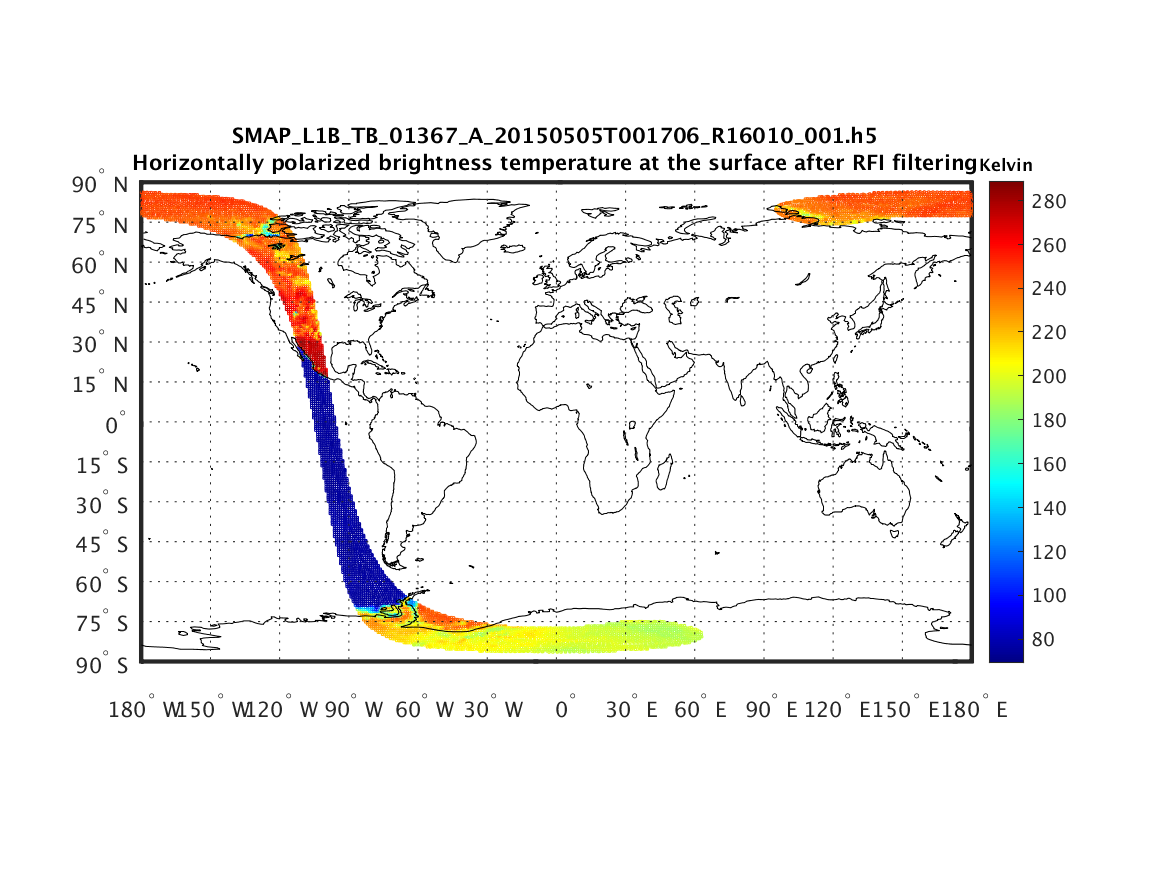 SMAP_L1B_TB_01367_A_20150505T001706_R16010_001.h5
Horizontally polarized brightness temperature at the surface after RFI filtering
Kelvin
90° N
75° N
60° N
45° N
30° N
15° N
0°
15° S
30° S
45° S
60° S
75° S
90° S
180° W 150° W 120° W 90° W 60° W 30° W 0° 30° E 60° E 90° E 120° E 150° E 180° E
280
260
240
220
200
180
160
140
120
100
80